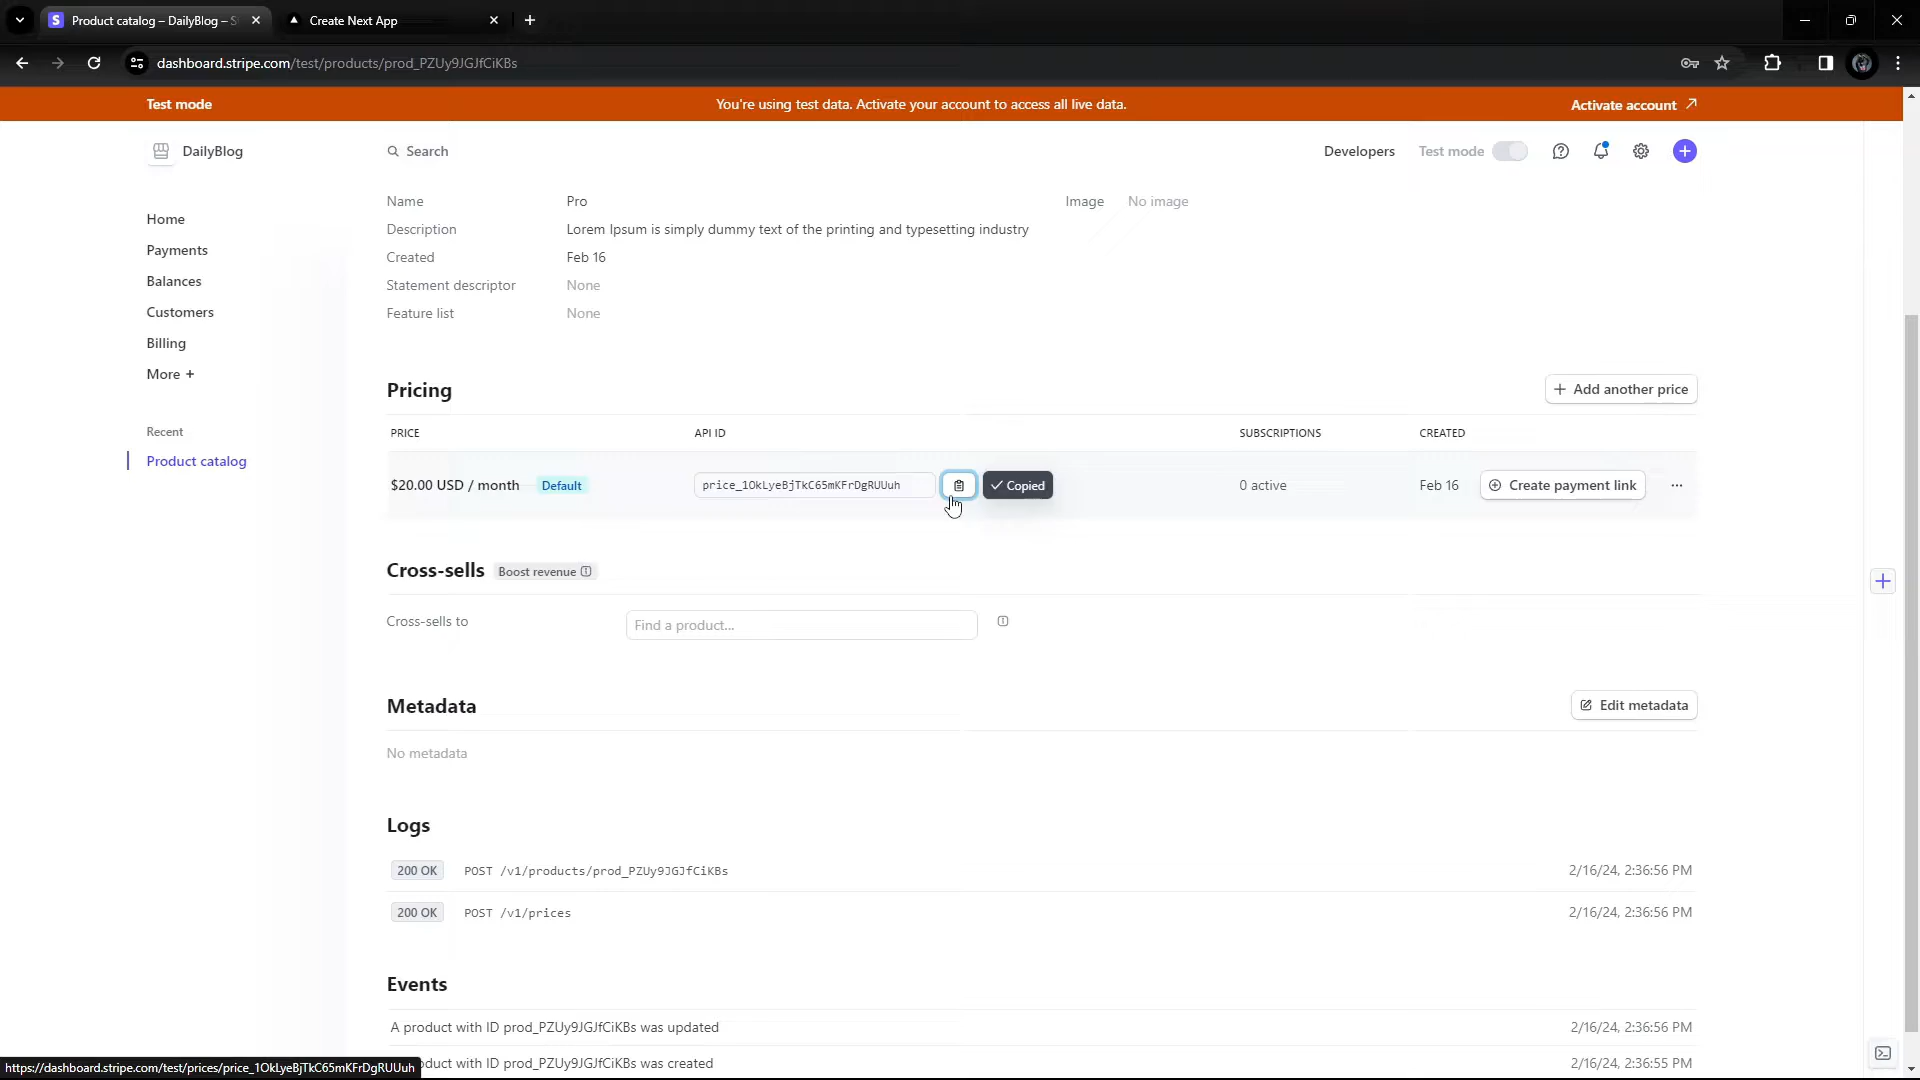 Product catalog – DailyBlog – S
Create Next App
dashboard.stripe.com/test/products/prod_PZUy9JGJfCiKBs
Test mode
You're using test data. Activate your account to access all live data.
Activate account
DailyBlog
Search
Developers
Test mode
Home
Payments
Balances
Customers
Billing
More +
Recent
Product catalog
Name Pro
Image No image
Description Lorem Ipsum is simply dummy text of the printing and typesetting industry
Created Feb 16
Statement descriptor None
Feature list None
Pricing
+ Add another price
PRICE API ID SUBSCRIPTIONS CREATED
$20.00 USD / month Default price_1OkLyeBjTkC65mKFrDgRUUuh Copied 0 active Feb 16 Create payment link ...
Cross-sells Boost revenue
Cross-sells to Find a product...
Metadata
Edit metadata
No metadata
Logs
200 OK POST /v1/products/prod_PZUy9JGJfCiKBs 2/16/24, 2:36:56 PM
200 OK POST /v1/prices 2/16/24, 2:36:56 PM
Events
A product with ID prod_PZUy9JGJfCiKBs was updated 2/16/24, 2:36:56 PM
oduct with ID prod_PZUy9JGJfCiKBs was created 2/16/24, 2:36:55 PM
https://dashboard.stripe.com/test/prices/price_1OkLyeBjTkC65mKFrDgRUUuh